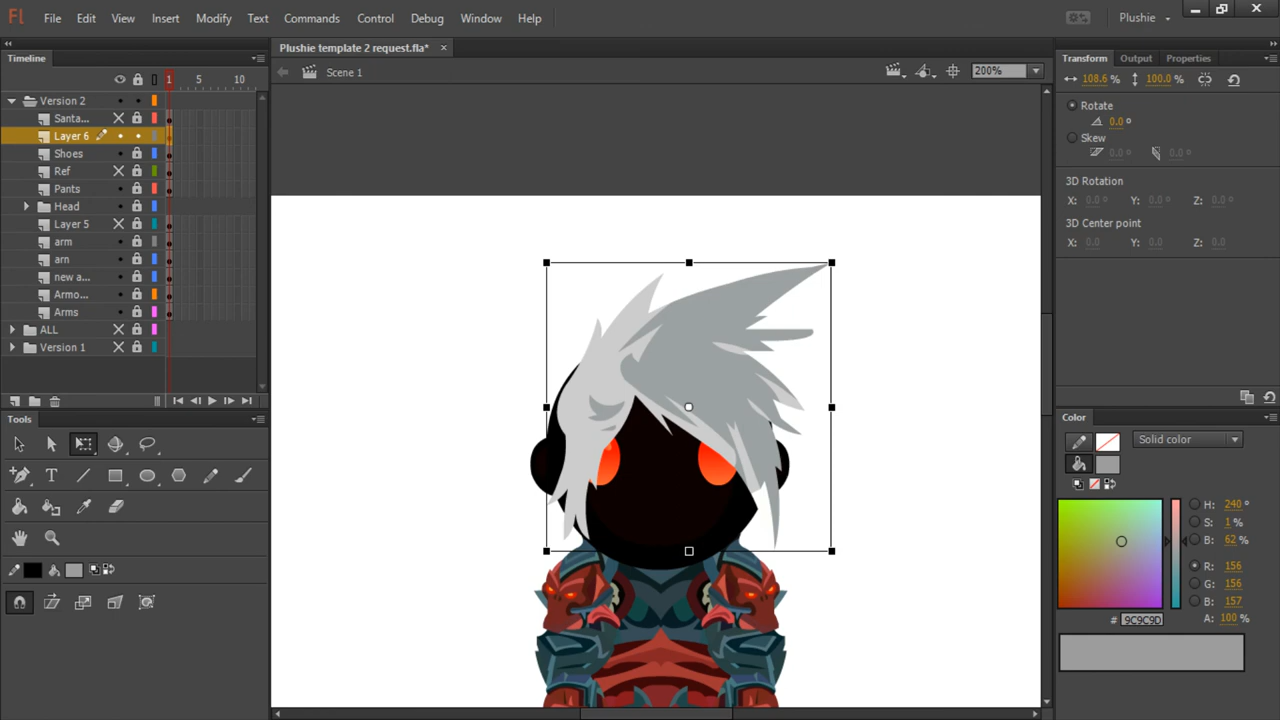 Fl File Edit View Insert Modify Text Commands Control Debug Window Help Plushie
Timeline
Plushie template 2 request.fla*
Transform Output Properties
1 5 10
Scene 1
200%
108.6 % 100.0 %
Version 2
Santa...
Layer 6
Shoes
Ref
Pants
Head
Layer 5
arm
arn
new a...
Armo...
Arms
ALL
Version 1
Rotate
0.0 °
Skew
0.0 ° 0.0 °
3D Rotation
X: 0.0 ° Y: 0.0 ° Z: 0.0 °
3D Center point
X: 0.0 Y: 0.0 Z: 0.0
Tools
Color
Solid color
H: 240 °
S: 1 %
B: 62 %
R: 156
G: 156
B: 157
# 9C9C9D A: 100 %